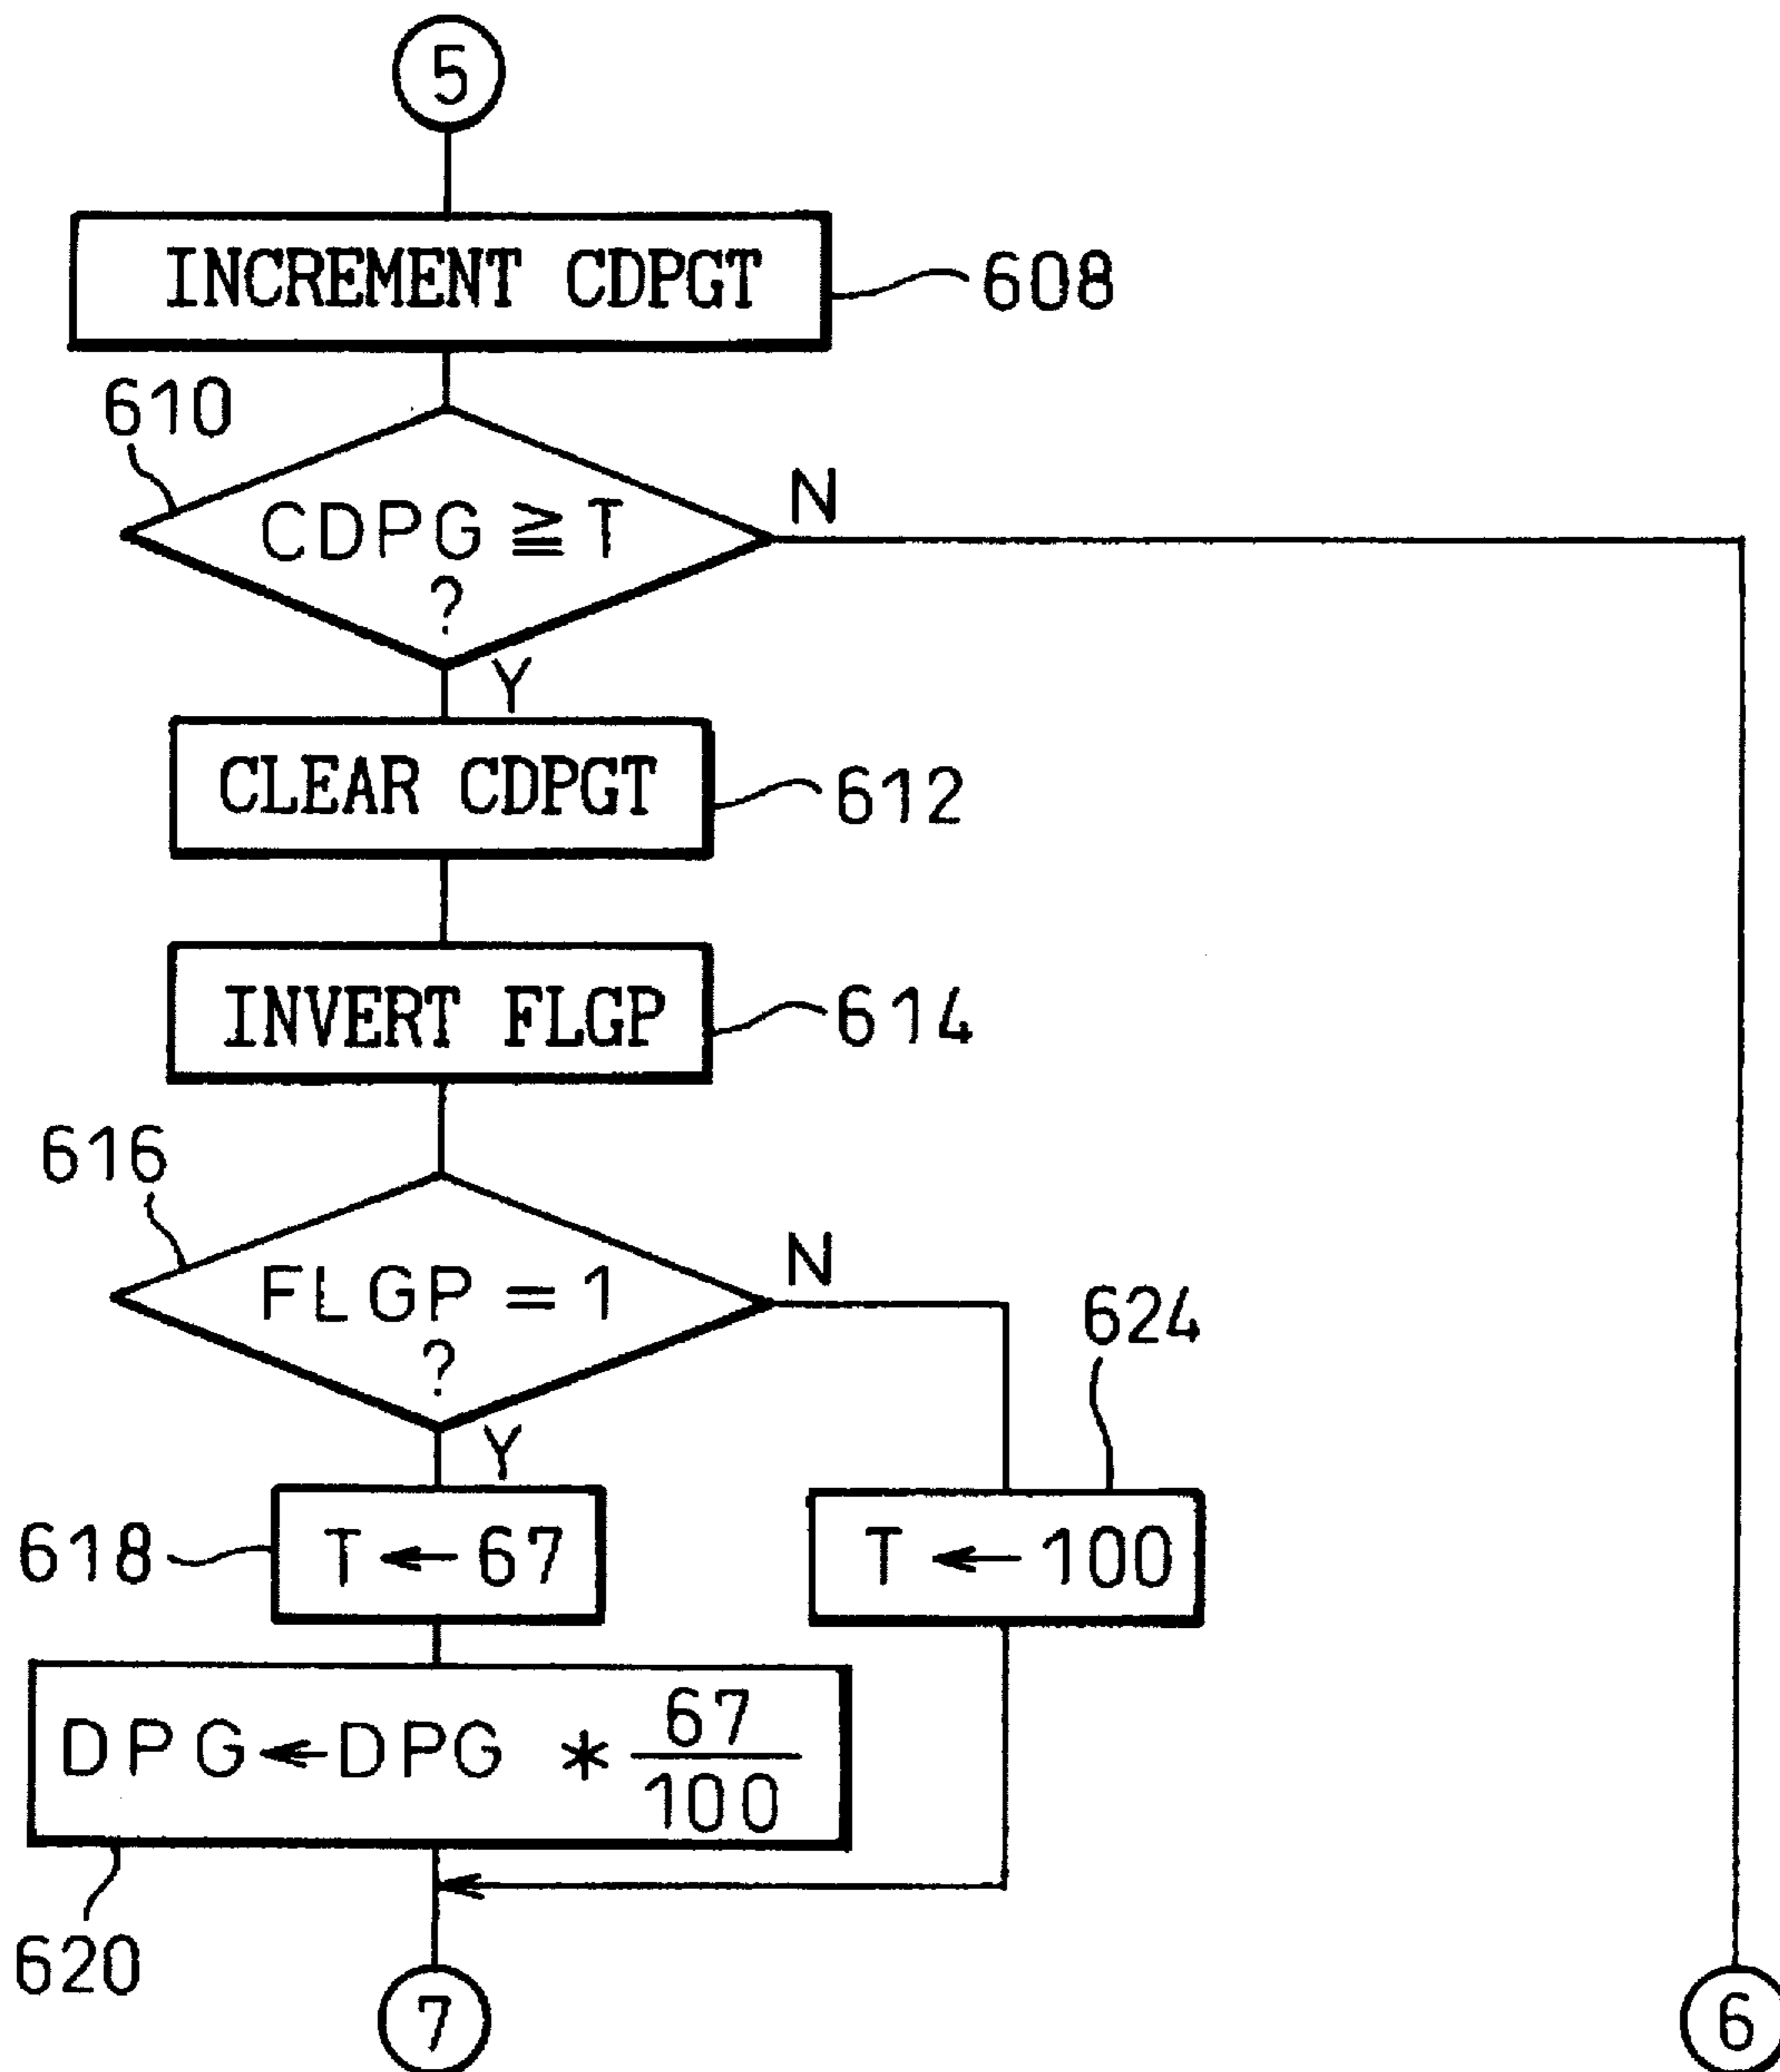 5
INCREMENT CDPGT
608
610
CDPG ≧ T
?
N
Y
CLEAR CDPGT
612
INVERT FLGP
614
616
FLGP = 1
?
N
624
Y
618
T ← 67
T ← 100
DPG ← DPG * 67/100
620
7
6